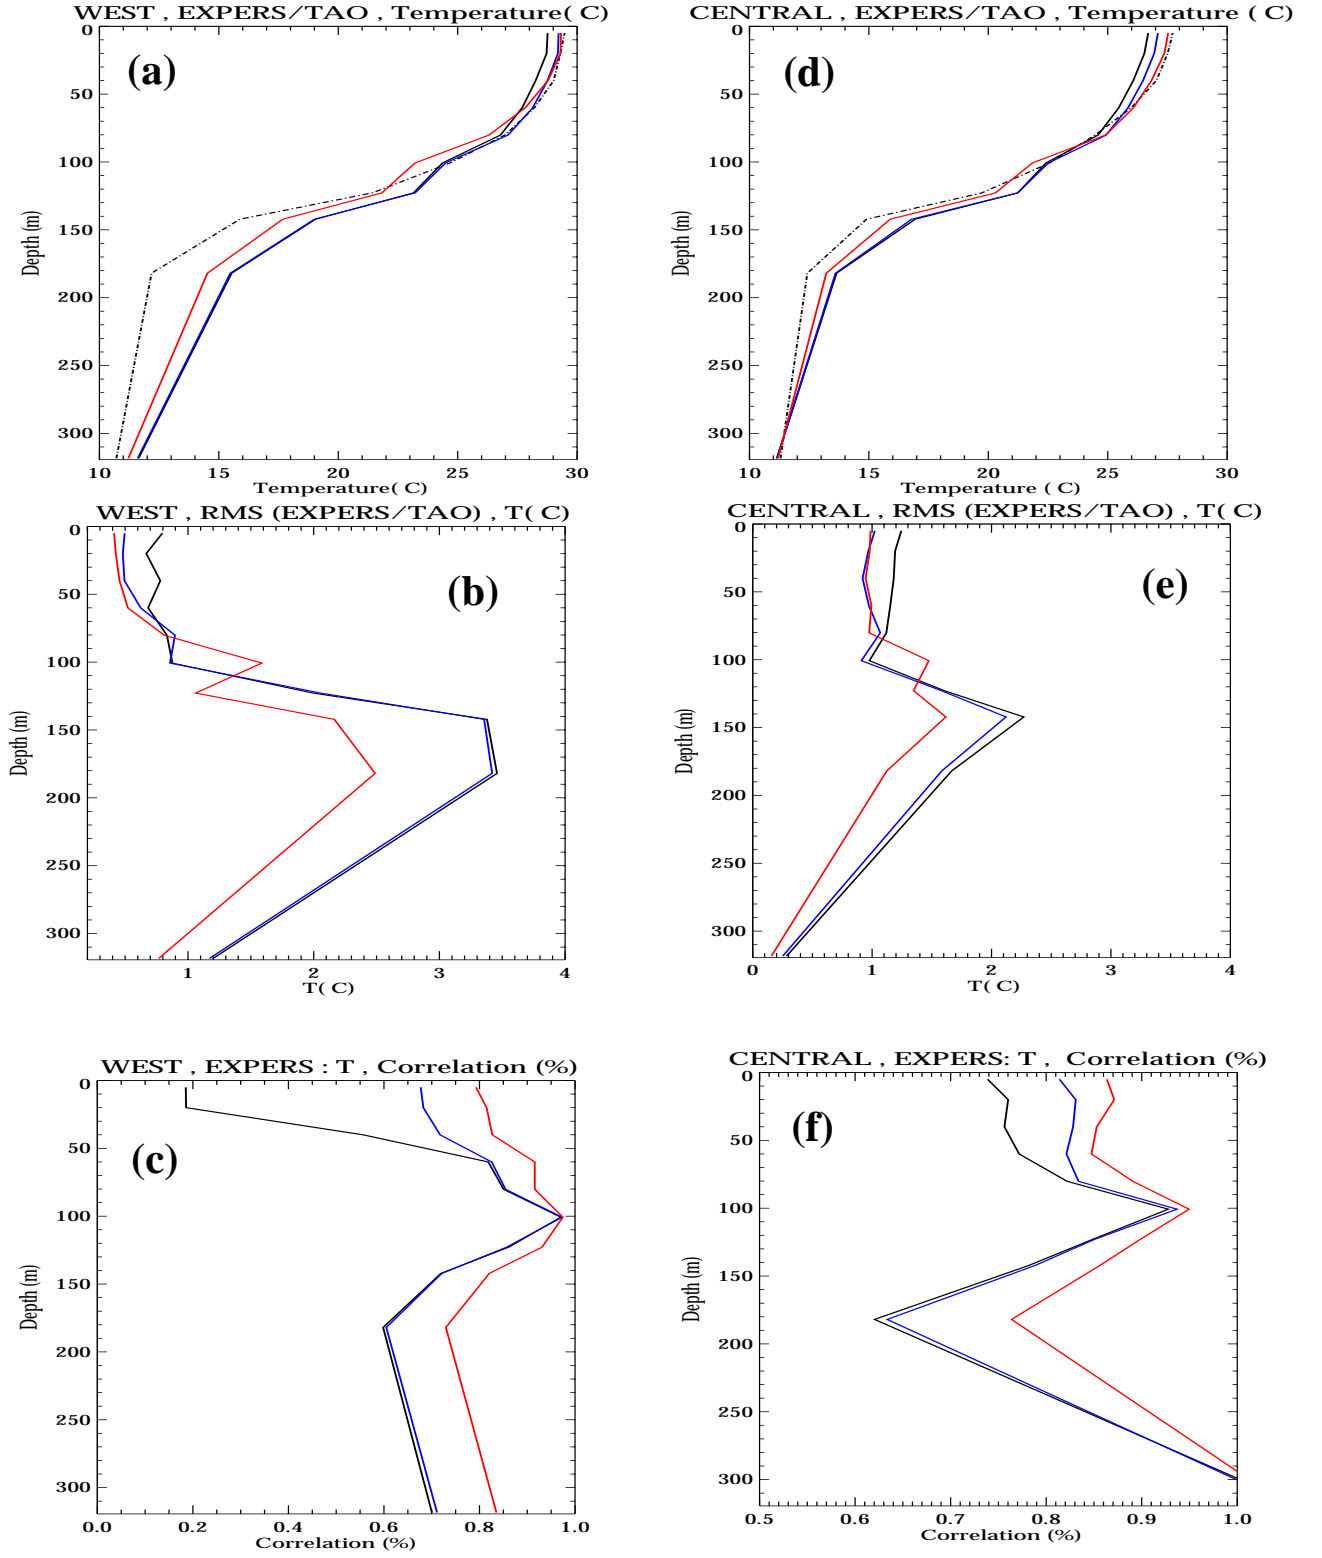 WEST , EXPERS/TAO , Temperature( C)
0
50
100
150
200
250
300
Depth (m)
(a)
10 15 20 25 30
Temperature( C)
CENTRAL , EXPERS/TAO , Temperature ( C)
0
50
100
150
200
250
300
Depth (m)
(d)
10 15 20 25 30
Temperature ( C)
WEST , RMS (EXPERS/TAO) , T( C)
0
50
100
150
200
250
300
Depth (m)
(b)
1 2 3 4
T( C)
CENTRAL , RMS (EXPERS/TAO) , T( C)
0
50
100
150
200
250
300
Depth (m)
(e)
0 1 2 3 4
T( C)
WEST , EXPERS : T , Correlation (%)
0
50
100
150
200
250
300
Depth (m)
(c)
0.0 0.2 0.4 0.6 0.8 1.0
Correlation (%)
CENTRAL , EXPERS: T , Correlation (%)
0
50
100
150
200
250
300
Depth (m)
(f)
0.5 0.6 0.7 0.8 0.9 1.0
Correlation (%)